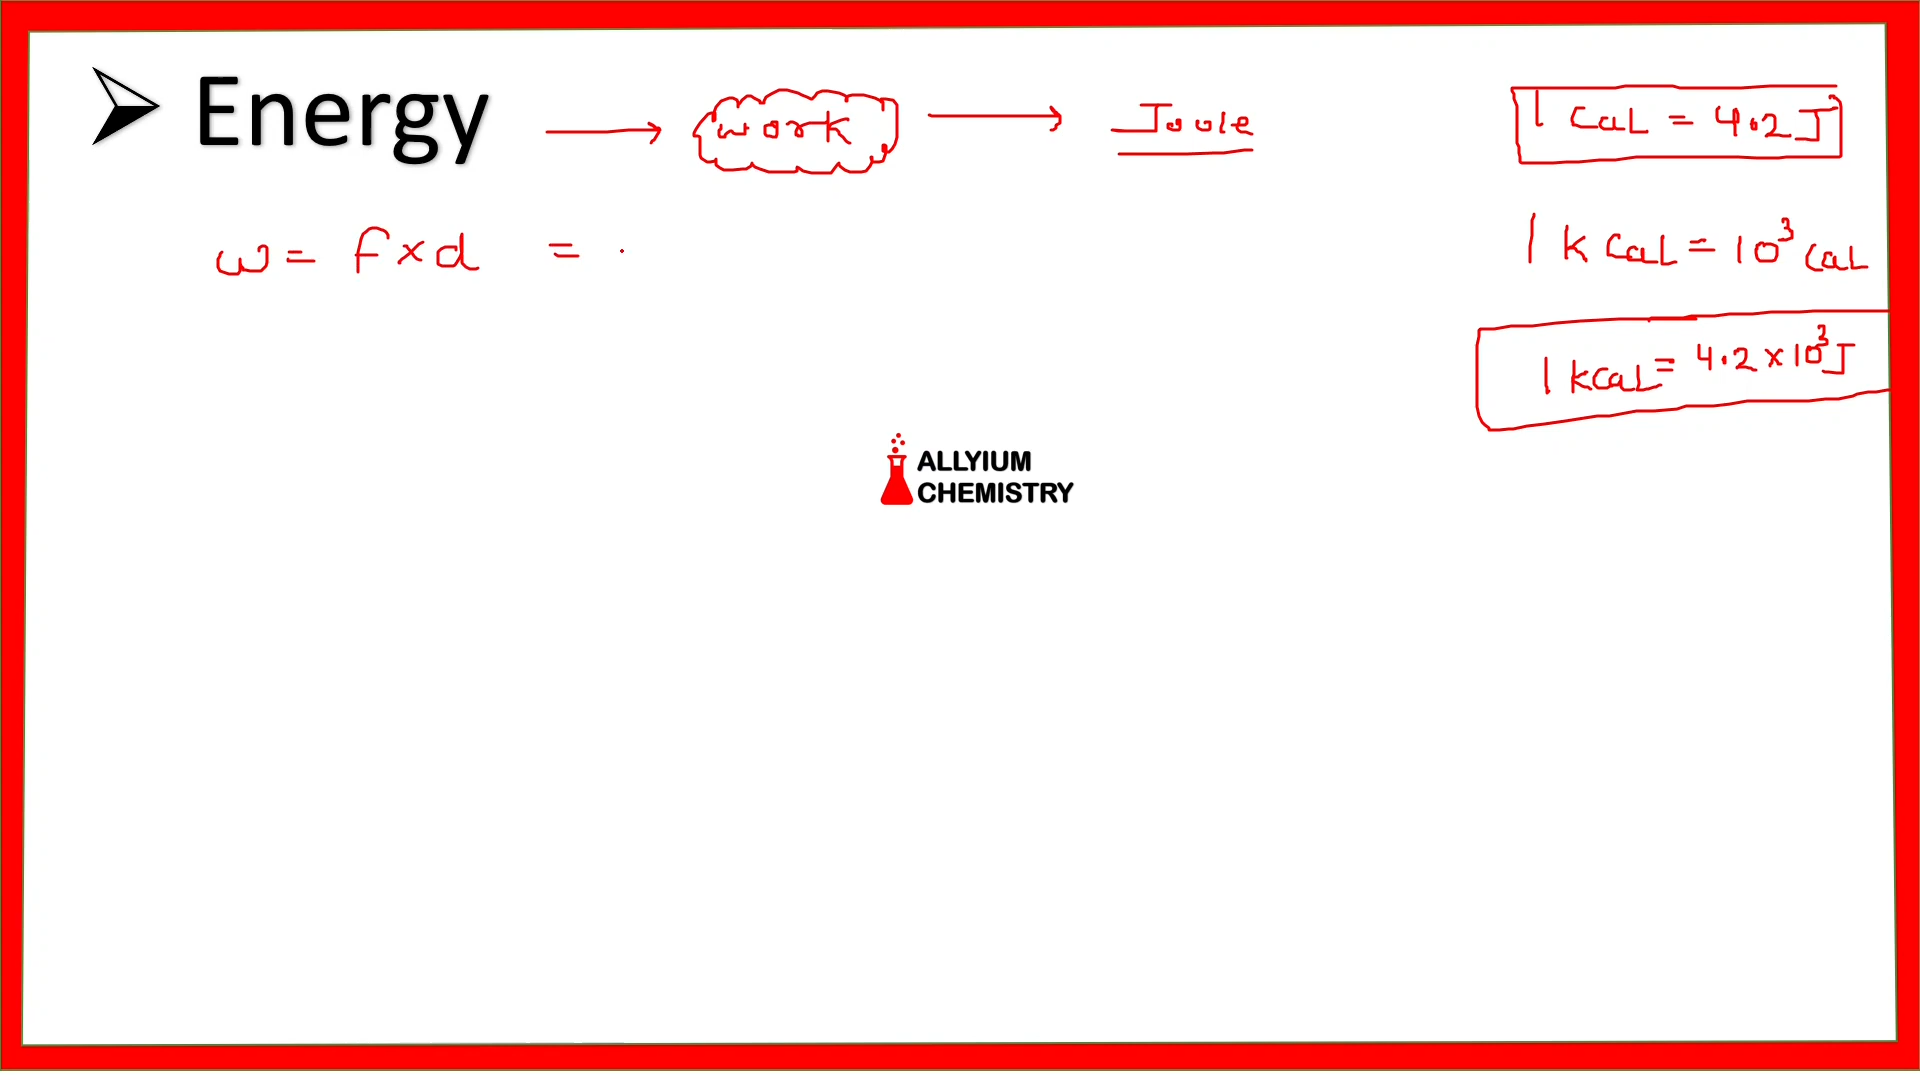 Energy → work → Joule
1 cal = 4.2 J
w = f x d = .
1 k cal = 10³ cal
1 kcal = 4.2 x 10³ J
ALLYIUM
CHEMISTRY